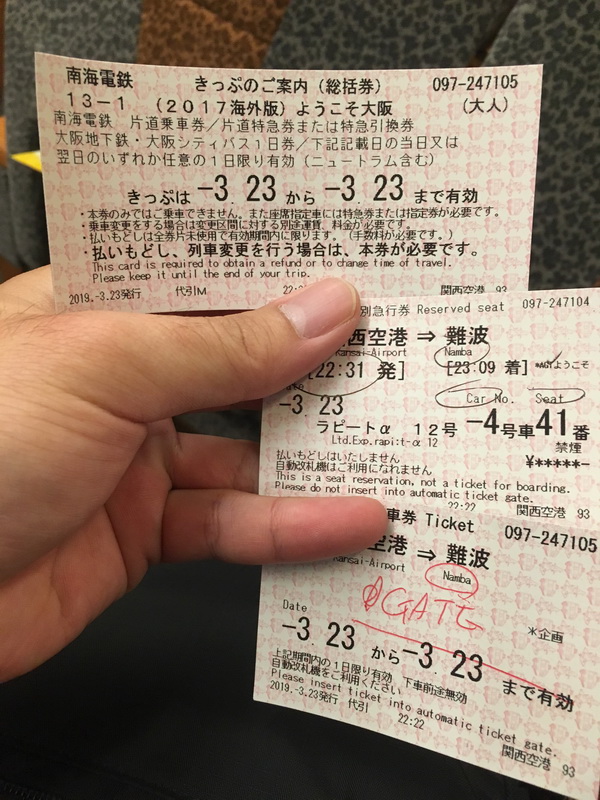 南海電鉄 きっぷのご案内(総括券) 097-247105
13-1 (2017海外版)ようこそ大阪 (大人)
南海電鉄 片道乗車券/片道特急券または特急引換券
大阪地下鉄・大阪シティバス1日券/下記記載日の当日又は
翌日のいずれか任意の1日限り有効(ニュートラム含む)
きっぷは -3.23 から -3.23 まで有効
・本券のみではご乗車できません。また座席指定車には特急券または指定券が必要です。
・乗車変更をする場合は変更区間に対する別途運賃、料金が必要です。
・払いもどしは全券片未使用で有効期間内に限ります。(手数料が必要です。)
・払いもどし、列車変更を行う場合は、本券が必要です。
This card is required to obtain a refund or to change time of travel.
Please keep it until the end of your trip.
2019.-3.23発行 代引M 22: 関西空港 93
別急行券 Reserved seat 097-247104
西空港 ⇒ 難波
Kansai-Airport Namba
[22:31 発] [23:09 着] ようこそ
Car No. Seat
-3 23
ラピートα 12号 -4号車41番
Ltd.Exp.rapi:t-α 12 禁煙
¥*****-
払いもどしはいたしません
自動改札機はご利用になれません
This is a seat reservation, not a ticket for boarding.
Please do not insert into automatic ticket gate.
22:22 関西空港 93
車券 Ticket 097-247105
空港 ⇒ 難波
Kansai-Airport Namba
GATE
Date *企画
-3 23 から -3 23 まで有効
上記期間内の1日限り有効 下車前途無効
自動改札機をご利用ください
Please insert ticket into automatic ticket gate.
2019.-3.23発行 代引 22:22 関西空港 93